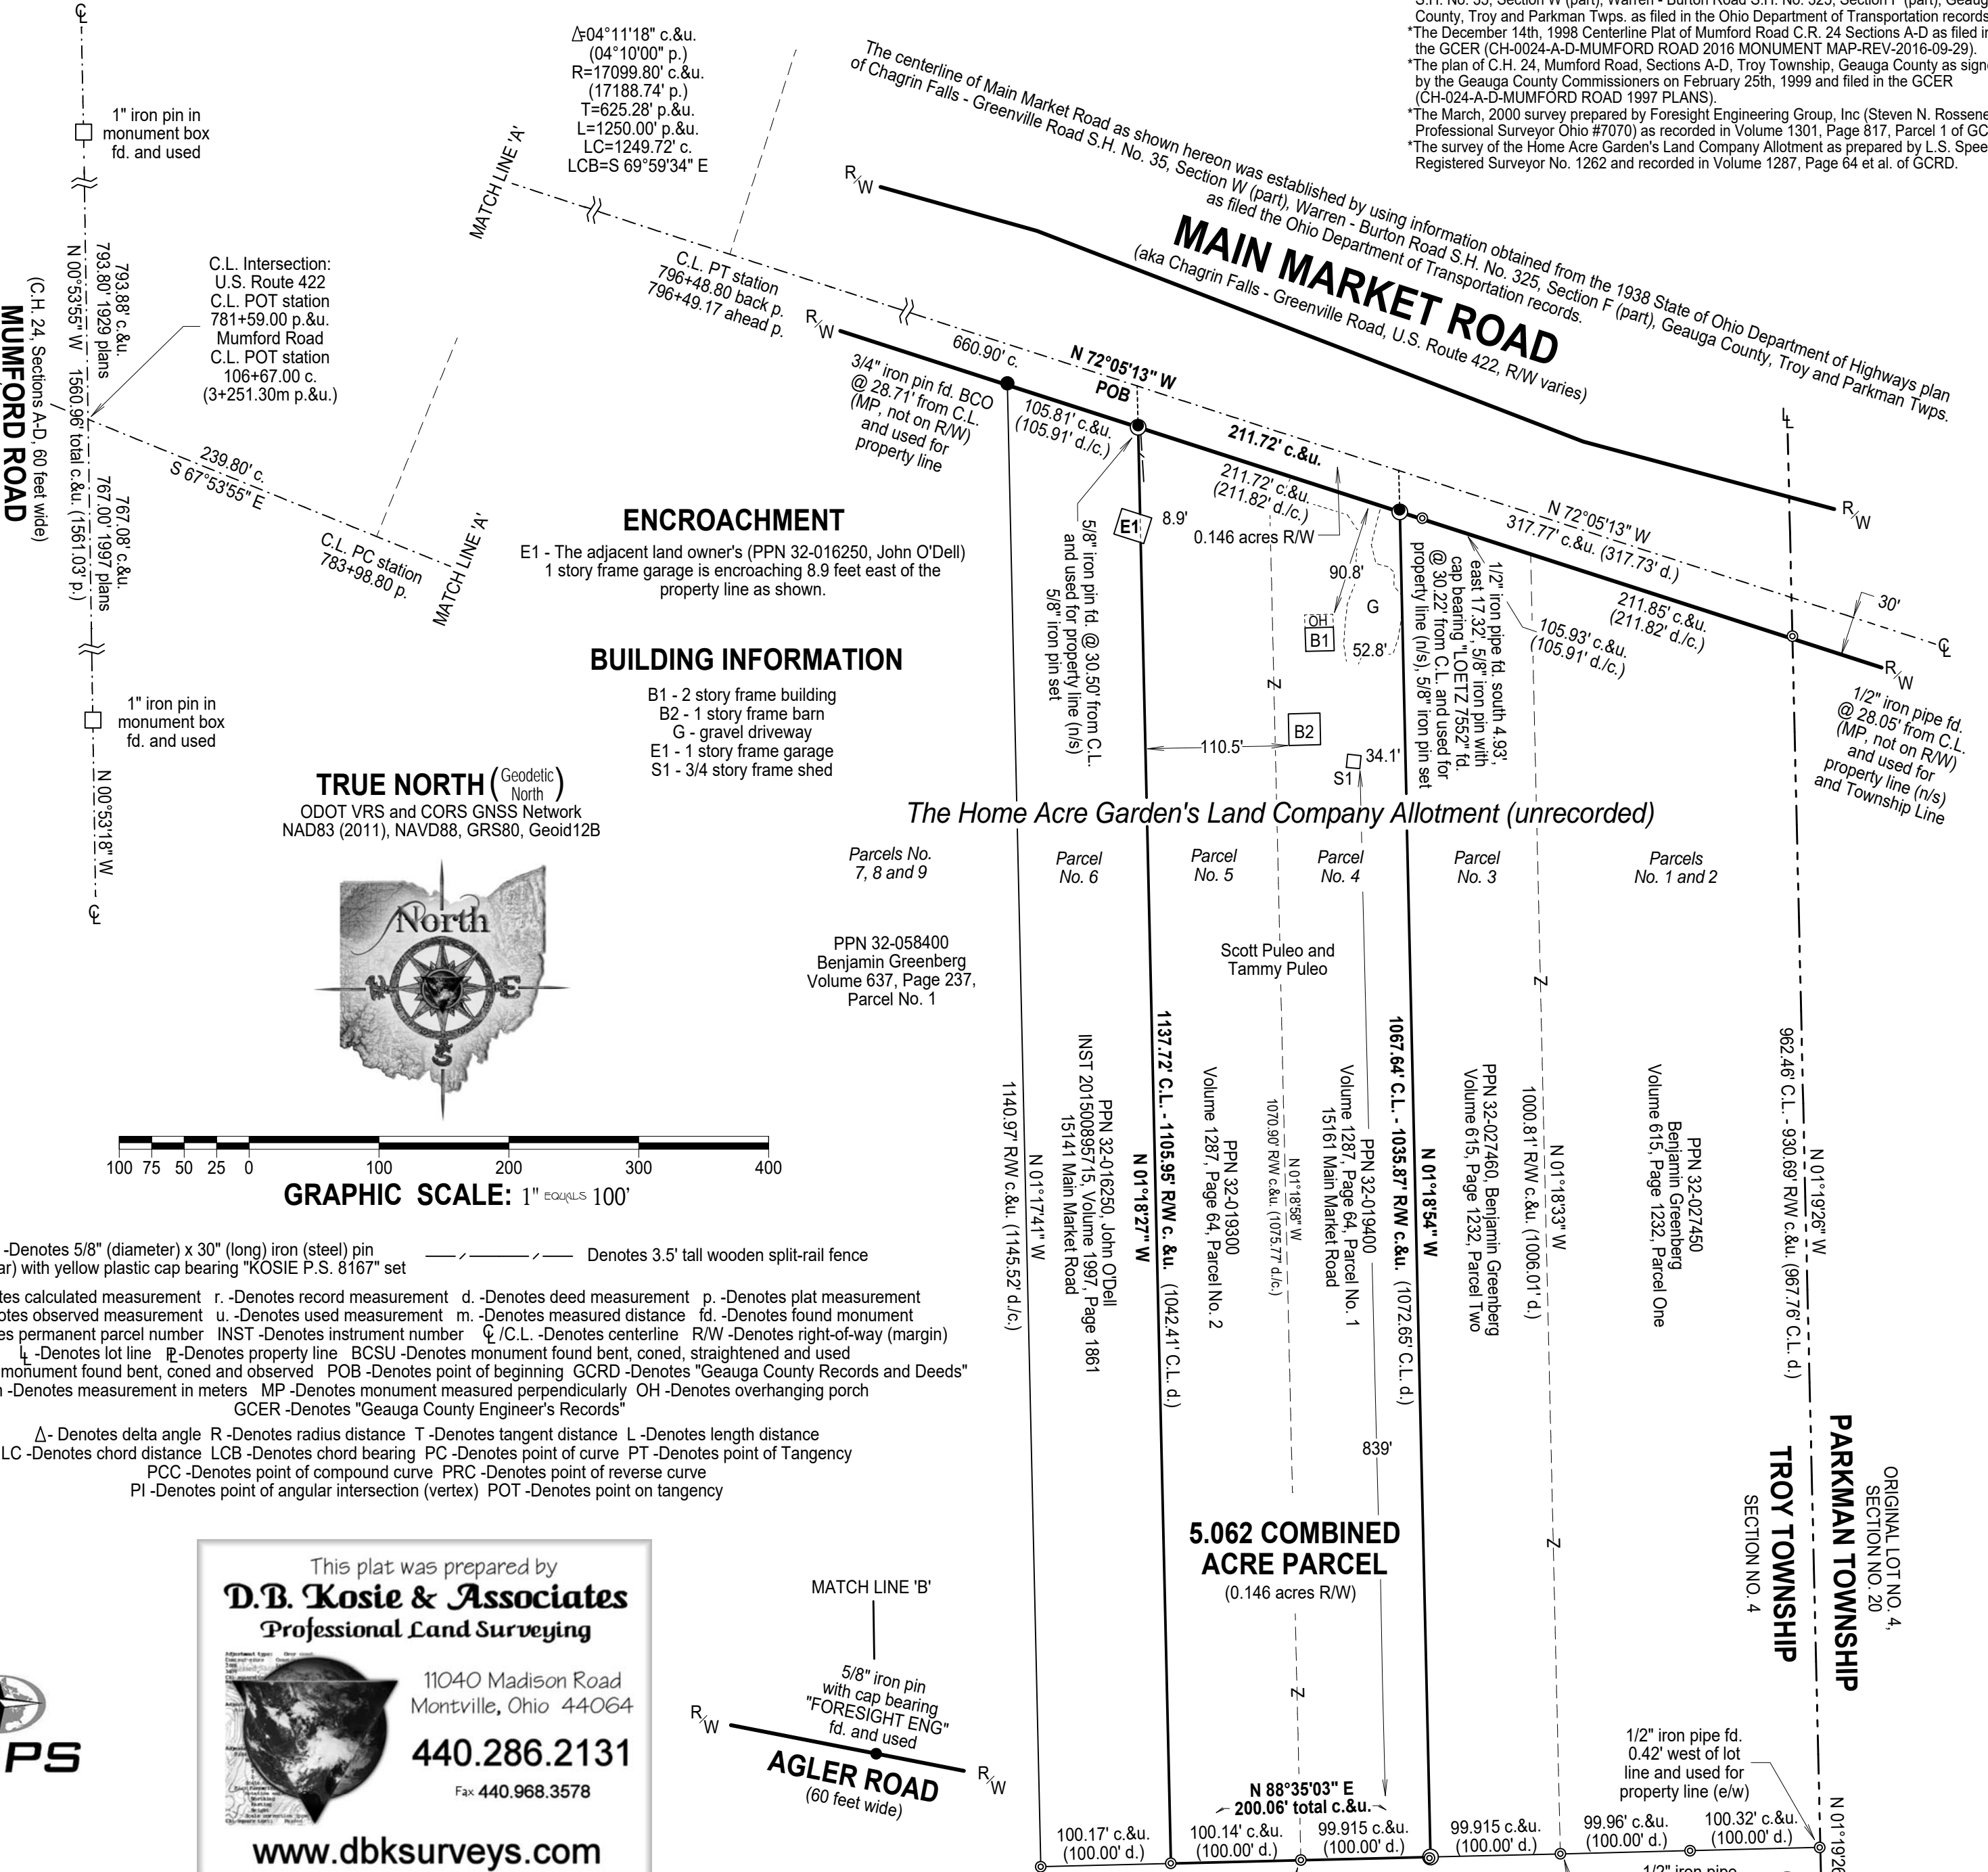 S.H. No. 35, Section W (part), Warren - Burton Road S.H. No. 325, Section F (part), Geauga
County, Troy and Parkman Twps. as filed in the Ohio Department of Transportation records
*The December 14th, 1998 Centerline Plat of Mumford Road C.R. 24 Sections A-D as filed in
the GCER (CH-0024-A-D-MUMFORD ROAD 2016 MONUMENT MAP-REV-2016-09-29).
*The plan of C.H. 24, Mumford Road, Sections A-D, Troy Township, Geauga County as signe
by the Geauga County Commissioners on February 25th, 1999 and filed in the GCER
(CH-024-A-D-MUMFORD ROAD 1997 PLANS).
*The March, 2000 survey prepared by Foresight Engineering Group, Inc (Steven N. Rossene
Professional Surveyor Ohio #7070) as recorded in Volume 1301, Page 817, Parcel 1 of GC
*The survey of the Home Acre Garden's Land Company Allotment as prepared by L.S. Spee
Registered Surveyor No. 1262 and recorded in Volume 1287, Page 64 et al. of GCRD.
℄
1" iron pin in
monument box
fd. and used
Δ=04°11'18" c.&u.
(04°10'00" p.)
R=17099.80' c.&u.
(17188.74' p.)
T=625.28' p.&u.
L=1250.00' p.&u.
LC=1249.72' c.
LCB=S 69°59'34" E
MATCH LINE 'A'
The centerline of Main Market Road as shown hereon was established by using information obtained from the 1938 State of Ohio Department of Highways plan
of Chagrin Falls - Greenville Road S.H. No. 35, Section W (part), Warren - Burton Road S.H. No. 325, Section F (part), Geauga County, Troy and Parkman Twps.
as filed the Ohio Department of Transportation records.
MAIN MARKET ROAD
(aka Chagrin Falls - Greenville Road, U.S. Route 422, R/W varies)
R/W
R/W
793.88' c.&u.
793.80' 1929 plans
N 00°53'55" W 1560.96' total c.&u. (1561.03' p.)
767.08' c.&u.
767.00' 1997 plans
(C.H. 24, Sections A-D, 60 feet wide)
MUMFORD ROAD
C.L. Intersection:
U.S. Route 422
C.L. POT station
781+59.00 p.&u.
Mumford Road
C.L. POT station
106+67.00 c.
(3+251.30m p.&u.)
239.80' c.
S 67°53'55" E
C.L. PC station
783+98.80 p.
MATCH LINE 'A'
C.L. PT station
796+48.80 back p.
796+49.17 ahead p.
R/W
660.90' c.
N 72°05'13" W
POB
211.72' c.&u.
3/4" iron pin fd. BCO
@ 28.71' from C.L.
(MP, not on R/W)
and used for
property line
105.81' c.&u.
(105.91' d./c.)
211.72' c.&u.
(211.82' d./c.)
0.146 acres R/W
N 72°05'13" W
317.77' c.&u. (317.73' d.)
211.85' c.&u.
(211.82' d./c.)
105.93' c.&u.
(105.91' d./c.)
30'
℄
R/W
Ł
1/2" iron pipe fd.
@ 28.05' from C.L.
(MP, not on R/W)
and used for
property line (n/s)
and Township Line
5/8" iron pin fd. @ 30.50' from C.L.
and used for property line (n/s)
5/8" iron pin set
1/2" iron pipe fd. south 4.93',
east 17.32', 5/8" iron pin with
cap bearing "LOETZ 7552" fd.
@ 30.22' from C.L. and used for
property line (n/s), 5/8" iron pin set
E1
8.9'
90.8'
OH
B1
G
52.8'
110.5'
B2
S1
34.1'
ENCROACHMENT
E1 - The adjacent land owner's (PPN 32-016250, John O'Dell)
1 story frame garage is encroaching 8.9 feet east of the
property line as shown.
BUILDING INFORMATION
B1 - 2 story frame building
B2 - 1 story frame barn
G - gravel driveway
E1 - 1 story frame garage
S1 - 3/4 story frame shed
1" iron pin in
monument box
fd. and used
N 00°53'18" W
℄
TRUE NORTH (Geodetic North)
ODOT VRS and CORS GNSS Network
NAD83 (2011), NAVD88, GRS80, Geoid12B
North
W
E
S
100 75 50 25 0 100 200 300 400
GRAPHIC SCALE: 1" EQUALS 100'
The Home Acre Garden's Land Company Allotment (unrecorded)
Parcels No.
7, 8 and 9
Parcel
No. 6
Parcel
No. 5
Parcel
No. 4
Parcel
No. 3
Parcels
No. 1 and 2
PPN 32-058400
Benjamin Greenberg
Volume 637, Page 237,
Parcel No. 1
Scott Puleo and
Tammy Puleo
N 01°17'41" W
1140.97' R/W c.&u. (1145.52' d./c.)
PPN 32-016250, John O'Dell
INST 201500895715, Volume 1997, Page 1861
15141 Main Market Road
N 01°18'27" W
1137.72' C.L. - 1105.95' R/W c. &u. (1042.41' C.L. d.)
PPN 32-019300
Volume 1287, Page 64, Parcel No. 2
N 01°18'58" W
1070.90' R/W c.&u. (1075.77' d./c.)
PPN 32-019400
Volume 1287, Page 64, Parcel No. 1
15161 Main Market Road
839'
N 01°18'54" W
1067.64' C.L. - 1035.87' R/W c.&u. (1072.65' C.L. d.)
PPN 32-027460, Benjamin Greenberg
Volume 615, Page 1232, Parcel Two
N 01°18'33" W
1000.81' R/W c.&u. (1006.01' d.)
PPN 32-027450
Benjamin Greenberg
Volume 615, Page 1232, Parcel One
N 01°19'26" W
962.46' C.L. - 930.69' R/W c.&u. (967.76' C.L. d.)
PARKMAN TOWNSHIP
ORIGINAL LOT NO. 4,
SECTION NO. 20
TROY TOWNSHIP
SECTION NO. 4
-Denotes 5/8" (diameter) x 30" (long) iron (steel) pin
ar) with yellow plastic cap bearing "KOSIE P.S. 8167" set
Denotes 3.5' tall wooden split-rail fence
tes calculated measurement r. -Denotes record measurement d. -Denotes deed measurement p. -Denotes plat measurement
otes observed measurement u. -Denotes used measurement m. -Denotes measured distance fd. -Denotes found monument
es permanent parcel number INST -Denotes instrument number ℄ /C.L. -Denotes centerline R/W -Denotes right-of-way (margin)
Ł -Denotes lot line ⅊ -Denotes property line BCSU -Denotes monument found bent, coned, straightened and used
monument found bent, coned and observed POB -Denotes point of beginning GCRD -Denotes "Geauga County Records and Deeds"
-Denotes measurement in meters MP -Denotes monument measured perpendicularly OH -Denotes overhanging porch
GCER -Denotes "Geauga County Engineer's Records"
Δ- Denotes delta angle R -Denotes radius distance T -Denotes tangent distance L -Denotes length distance
LC -Denotes chord distance LCB -Denotes chord bearing PC -Denotes point of curve PT -Denotes point of Tangency
PCC -Denotes point of compound curve PRC -Denotes point of reverse curve
PI -Denotes point of angular intersection (vertex) POT -Denotes point on tangency
This plat was prepared by
D.B. Kosie & Associates
Professional Land Surveying
11040 Madison Road
Montville, Ohio 44064
440.286.2131
Fax 440.968.3578
www.dbksurveys.com
PS
MATCH LINE 'B'
5/8" iron pin
with cap bearing
"FORESIGHT ENG"
fd. and used
R/W
R/W
AGLER ROAD
(60 feet wide)
5.062 COMBINED
ACRE PARCEL
(0.146 acres R/W)
N 88°35'03" E
200.06' total c.&u.
100.17' c.&u.
(100.00' d.)
100.14' c.&u.
(100.00' d.)
99.915 c.&u.
(100.00' d.)
99.915 c.&u.
(100.00' d.)
99.96' c.&u.
(100.00' d.)
100.32' c.&u.
(100.00' d.)
1/2" iron pipe fd.
0.42' west of lot
line and used for
property line (e/w)
N 01°19'26
1/2" iron pipe